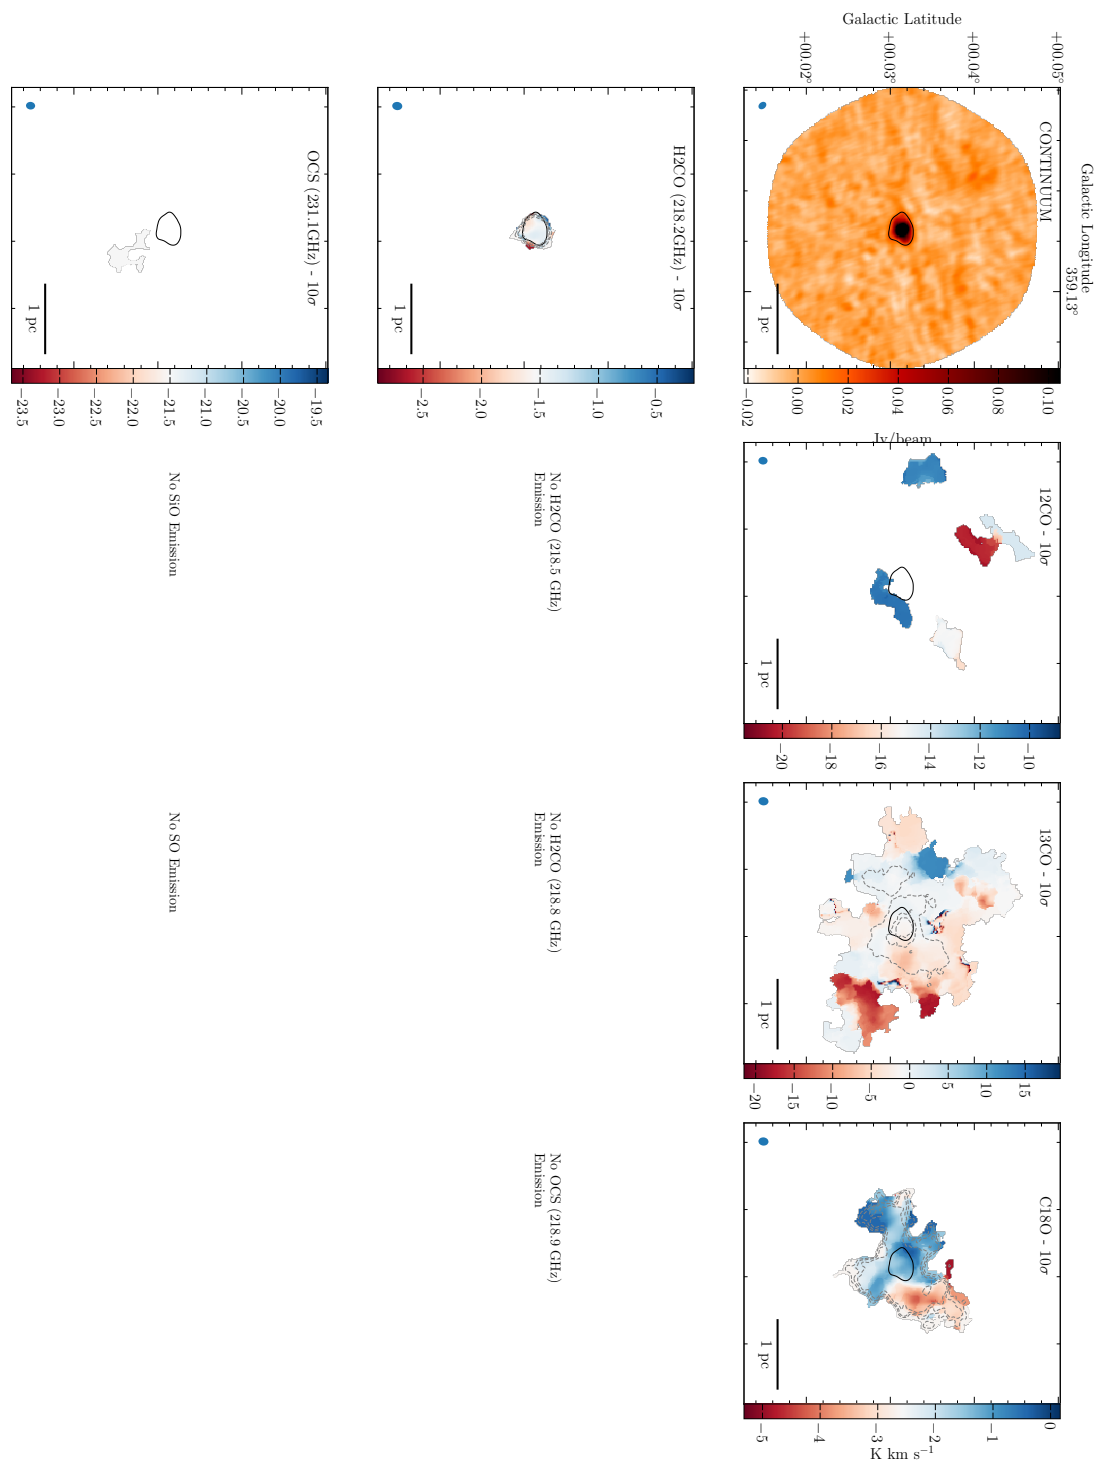 Galactic Longitude
359.13°
Galactic Latitude
+00.05°
+00.04°
+00.03°
+00.02°
CONTINUUM
1 pc
0.10
0.08
0.06
0.04
0.02
0.00
−0.02
Jy/beam
12CO - 10σ
1 pc
−10
−12
−14
−16
−18
−20
13CO - 10σ
1 pc
15
10
5
0
−5
−10
−15
−20
C18O - 10σ
1 pc
0
−1
−2
−3
−4
−5
K km s⁻¹
H2CO (218.2GHz) - 10σ
1 pc
−0.5
−1.0
−1.5
−2.0
−2.5
No H2CO (218.5 GHz)
Emission
No H2CO (218.8 GHz)
Emission
No OCS (218.9 GHz)
Emission
OCS (231.1GHz) - 10σ
1 pc
−19.5
−20.0
−20.5
−21.0
−21.5
−22.0
−22.5
−23.0
−23.5
No SiO Emission
No SO Emission